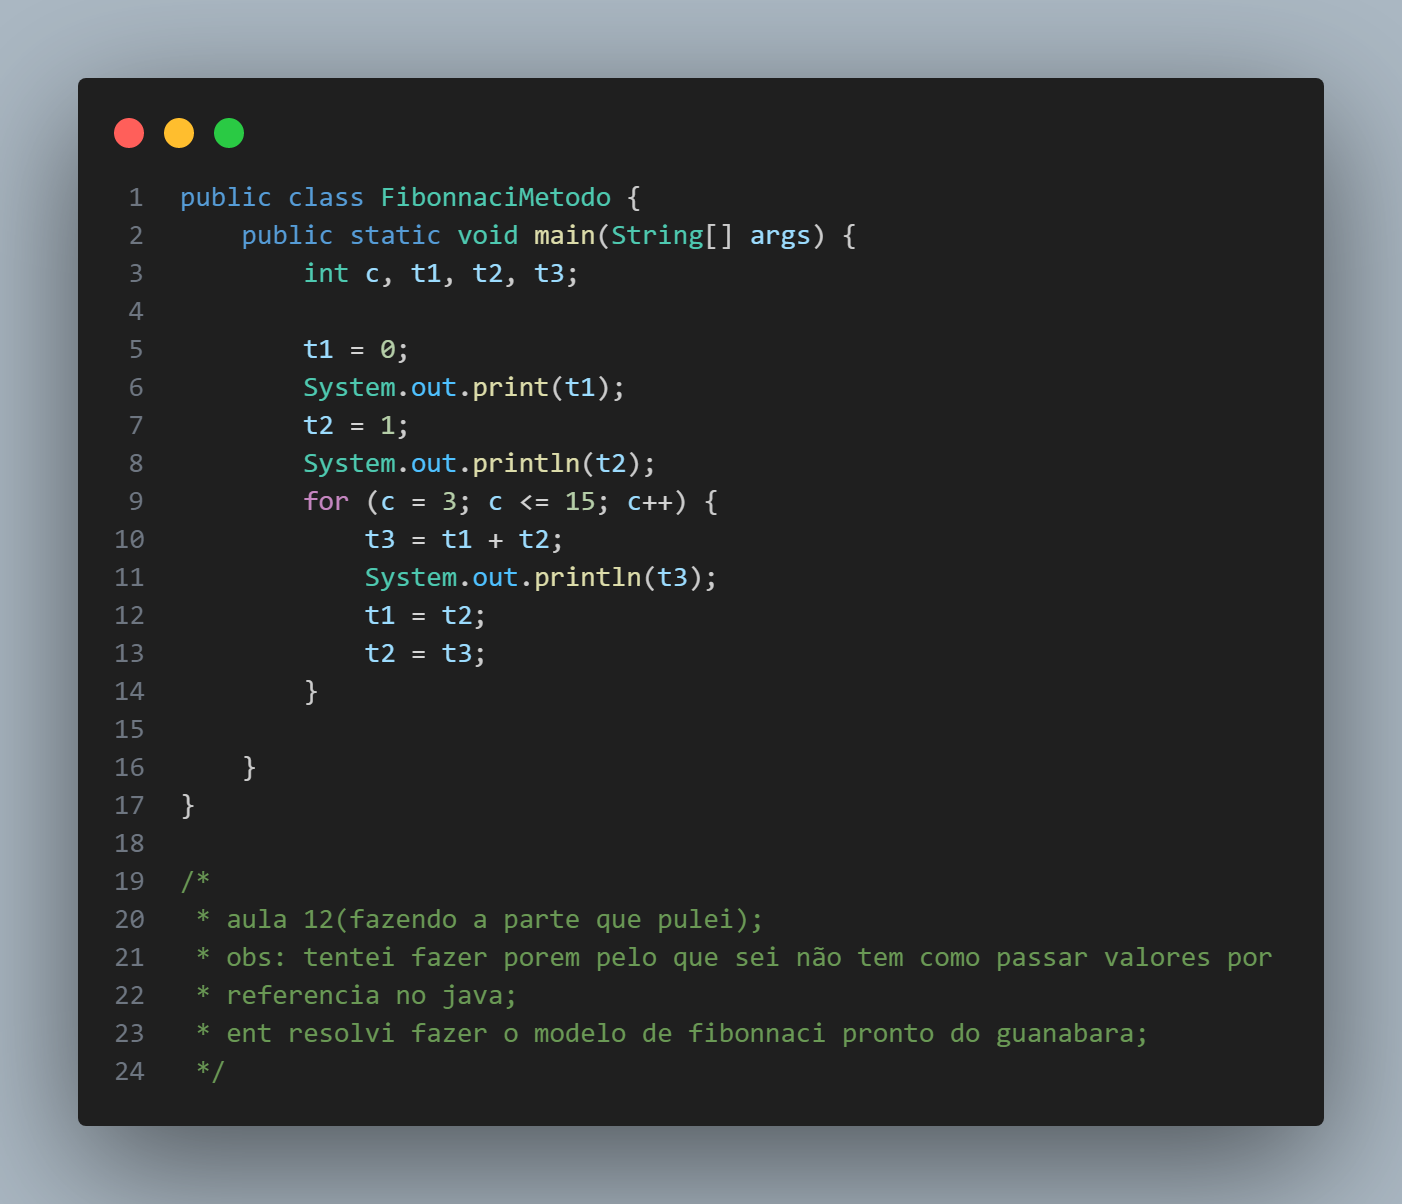 1 public class FibonnaciMetodo {
2     public static void main(String[] args) {
3         int c, t1, t2, t3;
4
5         t1 = 0;
6         System.out.print(t1);
7         t2 = 1;
8         System.out.println(t2);
9         for (c = 3; c <= 15; c++) {
10             t3 = t1 + t2;
11             System.out.println(t3);
12             t1 = t2;
13             t2 = t3;
14         }
15
16     }
17 }
18
19 /*
20  * aula 12(fazendo a parte que pulei);
21  * obs: tentei fazer porem pelo que sei não tem como passar valores por
22  * referencia no java;
23  * ent resolvi fazer o modelo de fibonnaci pronto do guanabara;
24  */